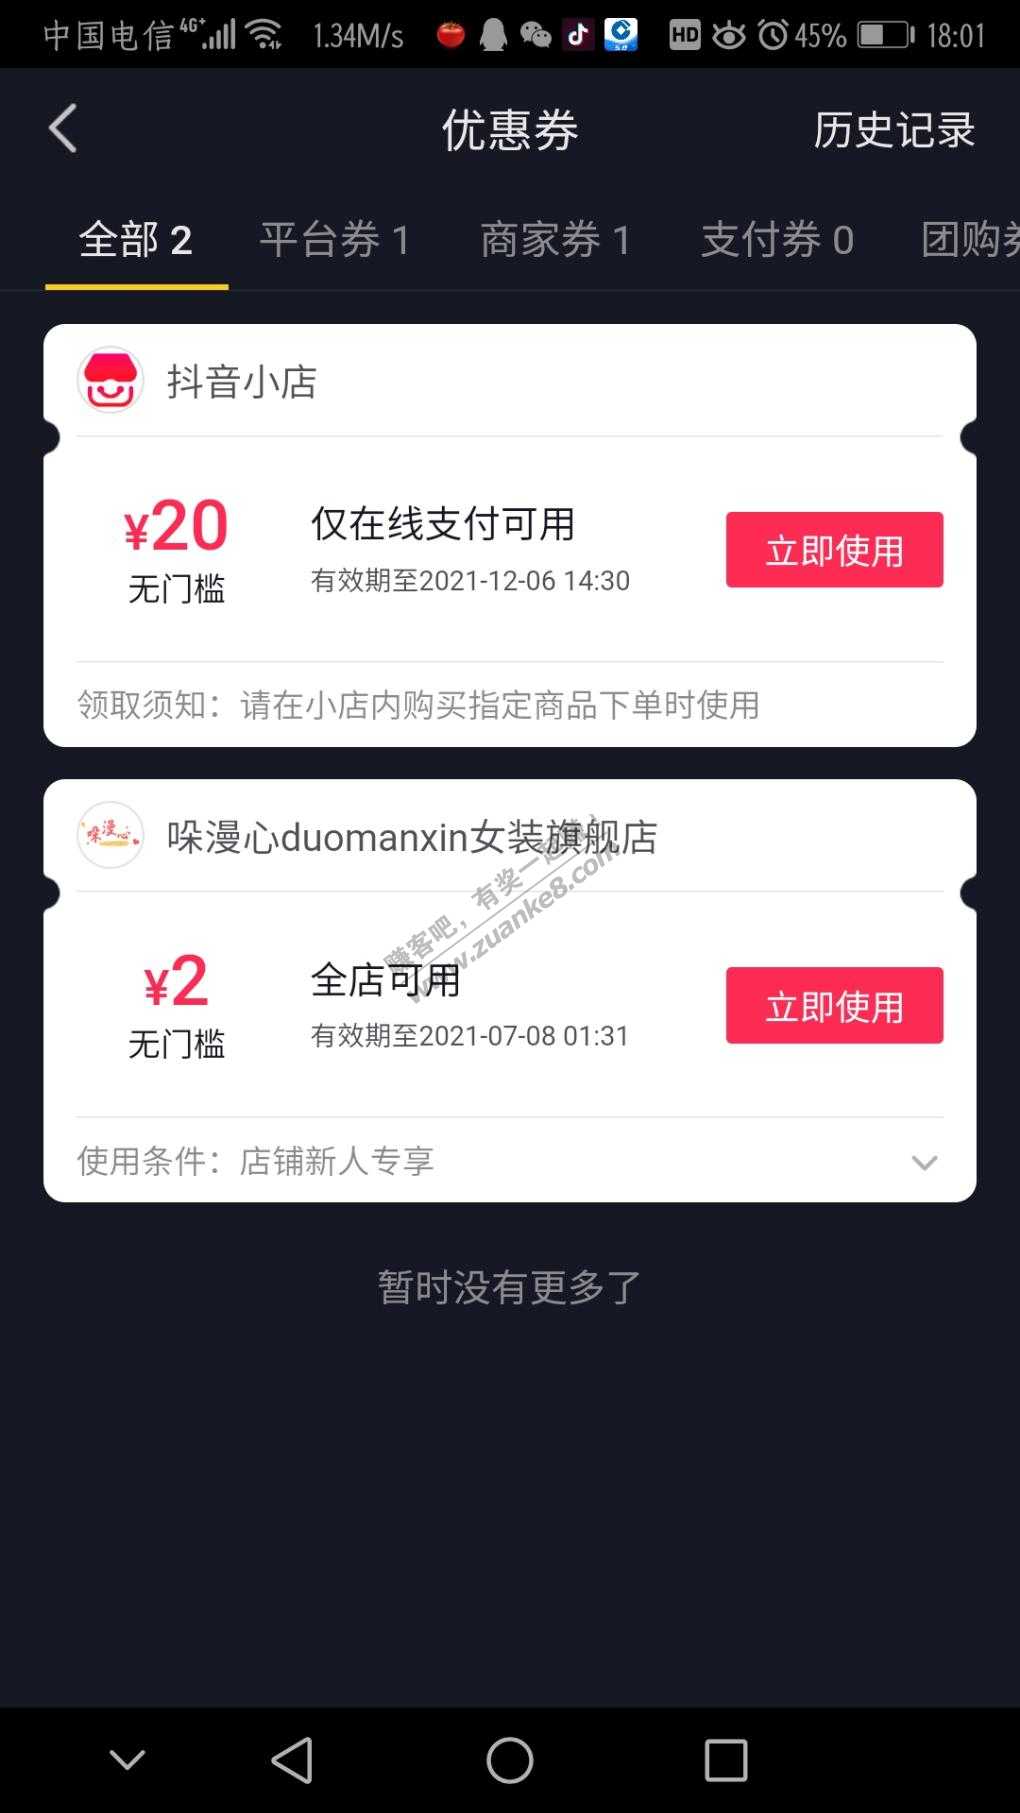 中国电信 4G+ 1.34M/s HD 45% 18:01
优惠券 历史记录
全部 2 平台券 1 商家券 1 支付券 0 团购券
抖音小店
¥20 仅在线支付可用 立即使用
无门槛 有效期至2021-12-06 14:30
领取须知：请在小店内购买指定商品下单时使用
哚漫心 哚漫心duomanxin女装旗舰店
赚客吧，有奖一起赚！
www.zuanke8.com
¥2 全店可用 立即使用
无门槛 有效期至2021-07-08 01:31
使用条件：店铺新人专享
暂时没有更多了